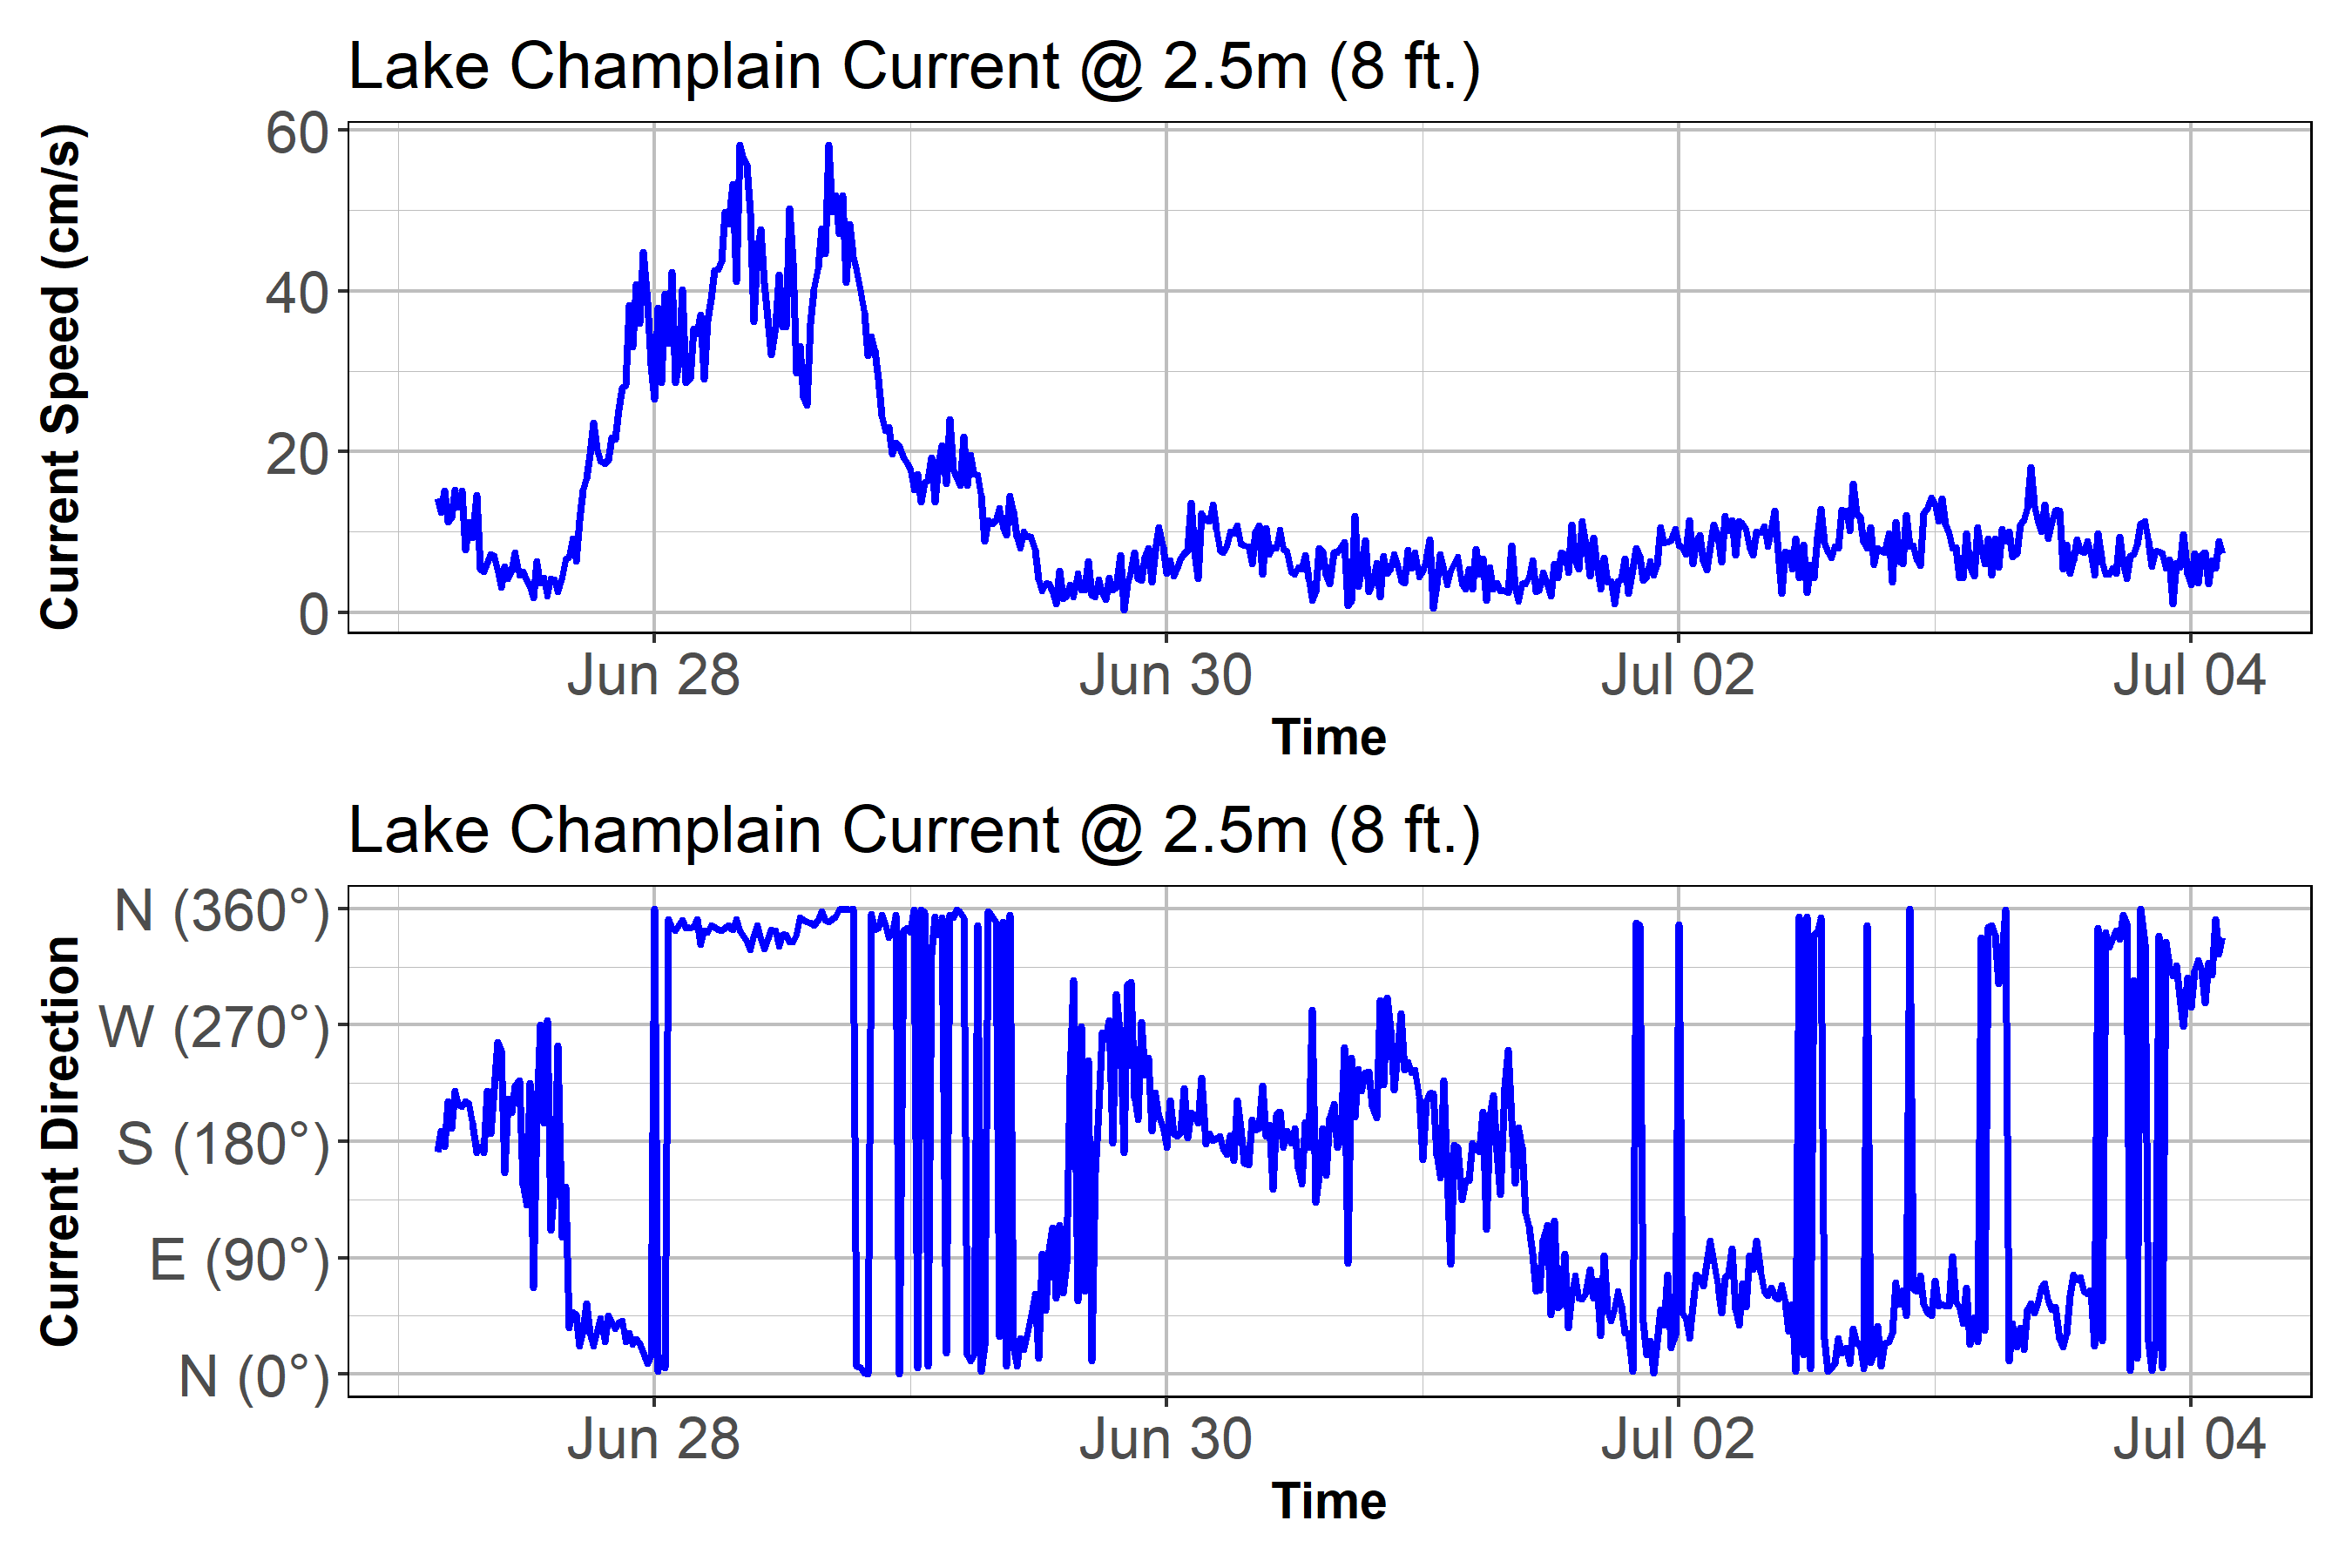 Lake Champlain Current @ 2.5m (8 ft.)
Current Speed (cm/s)
60
40
20
0
Jun 28 Jun 30 Jul 02 Jul 04
Time
Lake Champlain Current @ 2.5m (8 ft.)
Current Direction
N (360°)
W (270°)
S (180°)
E (90°)
N (0°)
Jun 28 Jun 30 Jul 02 Jul 04
Time